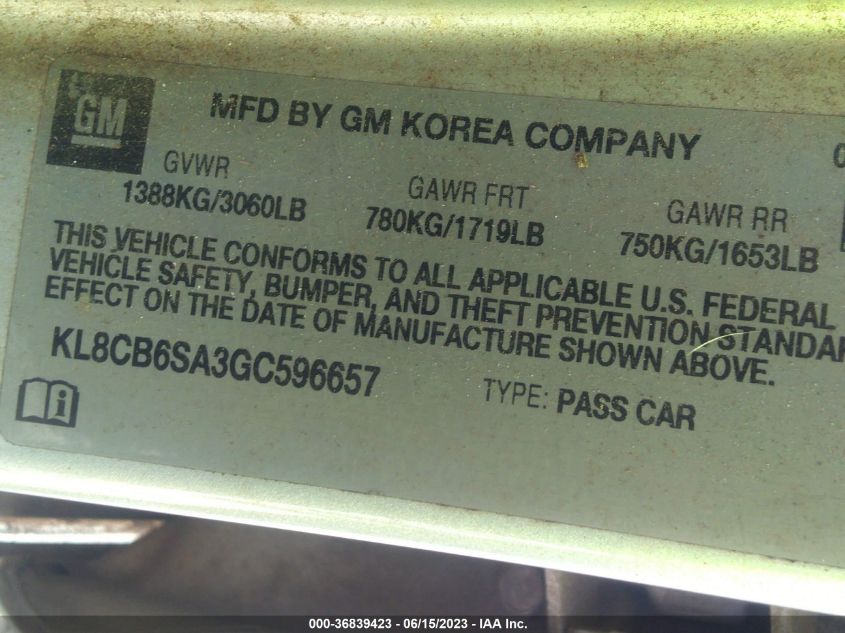 GM
MFD BY GM KOREA COMPANY
0
GVWR
1388KG/3060LB
GAWR FRT
780KG/1719LB
GAWR RR
750KG/1653LB
THIS VEHICLE CONFORMS TO ALL APPLICABLE U.S. FEDERAL
VEHICLE SAFETY, BUMPER, AND THEFT PREVENTION STANDAR
EFFECT ON THE DATE OF MANUFACTURE SHOWN ABOVE.
KL8CB6SA3GC596657
TYPE: PASS CAR
000-36839423 - 06/15/2023 - IAA Inc.